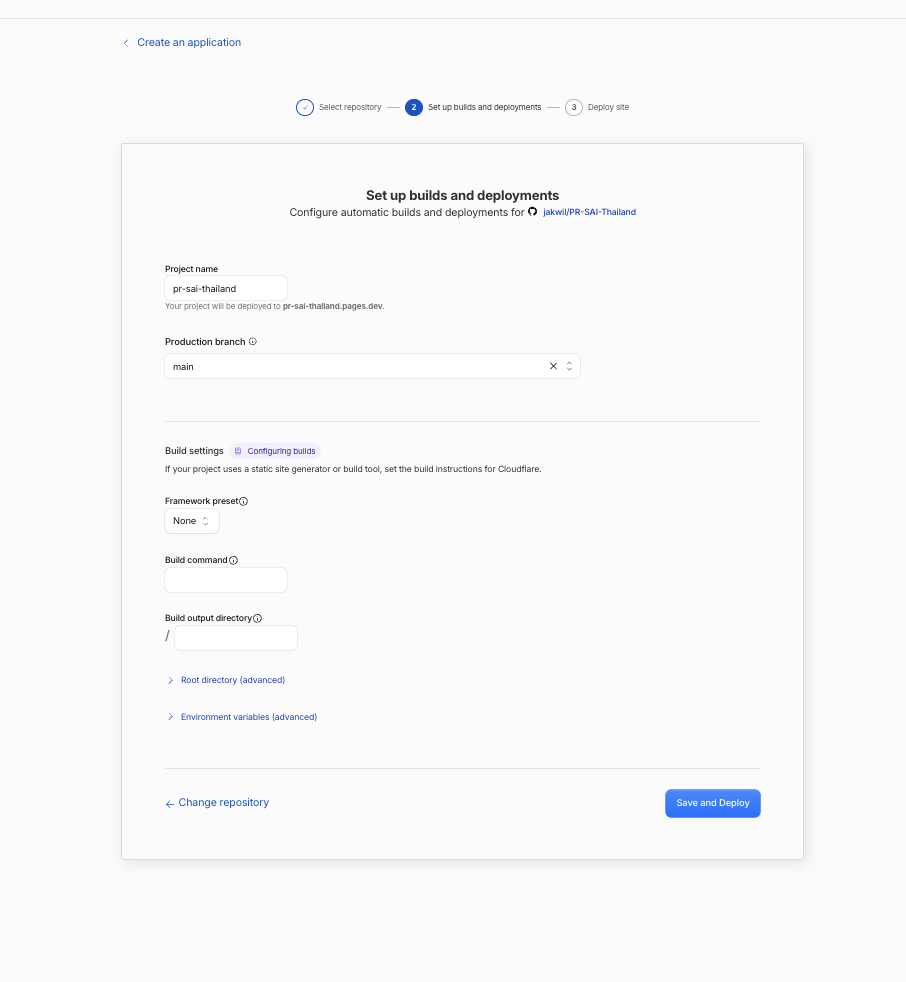 Create an application
Select repository
2 Set up builds and deployments
3 Deploy site
Set up builds and deployments
Configure automatic builds and deployments for jakwil/PR-SAI-Thailand
Project name
pr-sai-thailand
Your project will be deployed to pr-sai-thailand.pages.dev.
Production branch
main
Build settings Configuring builds
If your project uses a static site generator or build tool, set the build instructions for Cloudflare.
Framework preset
None
Build command
Build output directory
/
Root directory (advanced)
Environment variables (advanced)
Change repository
Save and Deploy